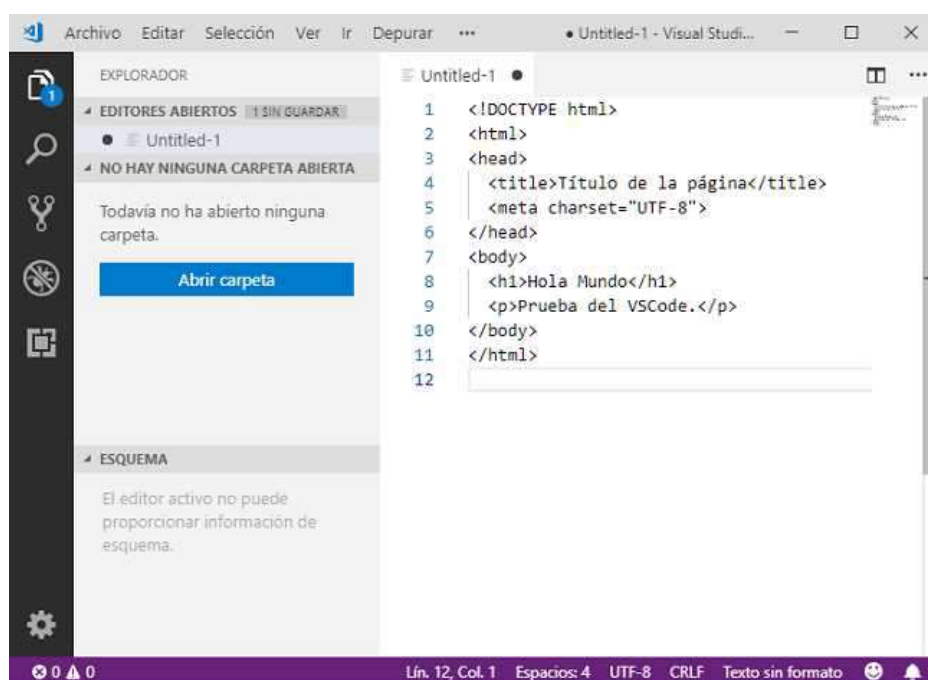 Archivo Editar Selección Ver Ir Depurar ••• ● Untitled-1 - Visual Studi...
EXPLORADOR
EDITORES ABIERTOS 1 SIN GUARDAR
● Untitled-1
NO HAY NINGUNA CARPETA ABIERTA
Todavía no ha abierto ninguna
carpeta.
Abrir carpeta
ESQUEMA
El editor activo no puede
proporcionar información de
esquema.
1
Untitled-1 ●
1 <!DOCTYPE html>
2 <html>
3 <head>
4 <title>Título de la página</title>
5 <meta charset="UTF-8">
6 </head>
7 <body>
8 <h1>Hola Mundo</h1>
9 <p>Prueba del VSCode.</p>
10 </body>
11 </html>
12
0 0 Lín. 12, Col. 1 Espacios: 4 UTF-8 CRLF Texto sin formato